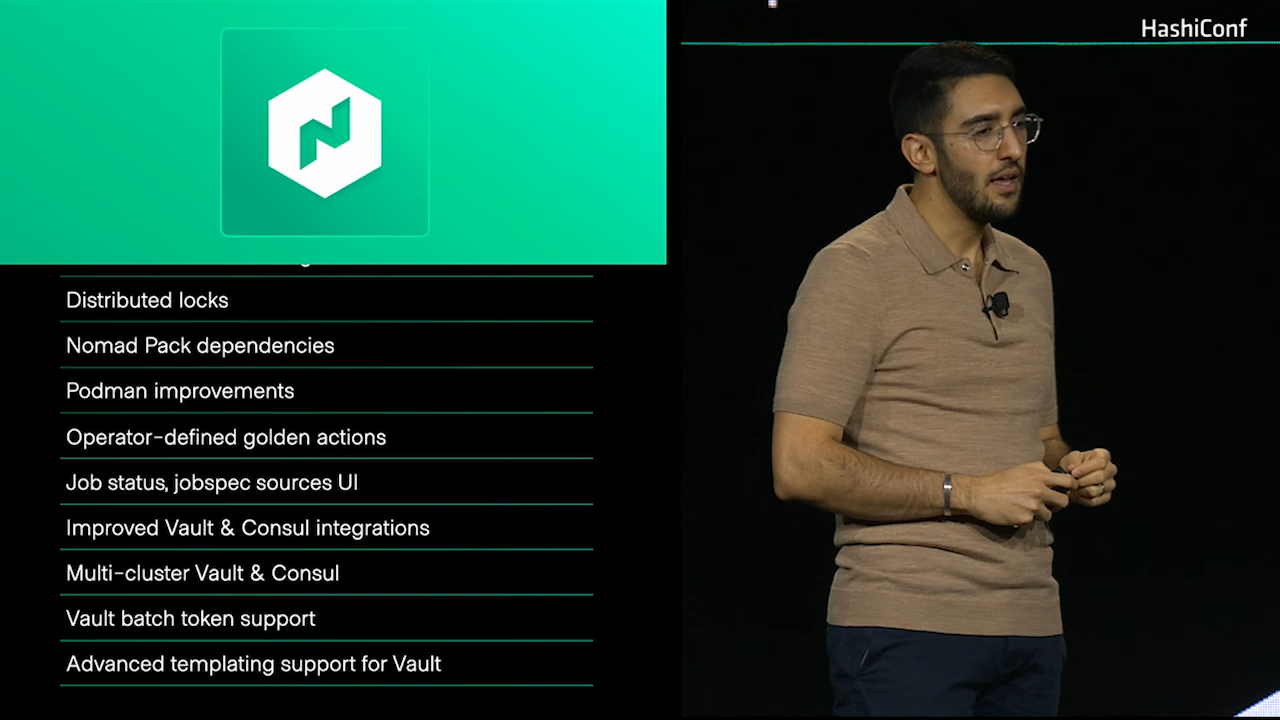 HashiConf
Distributed locks
Nomad Pack dependencies
Podman improvements
Operator-defined golden actions
Job status, jobspec sources UI
Improved Vault & Consul integrations
Multi-cluster Vault & Consul
Vault batch token support
Advanced templating support for Vault